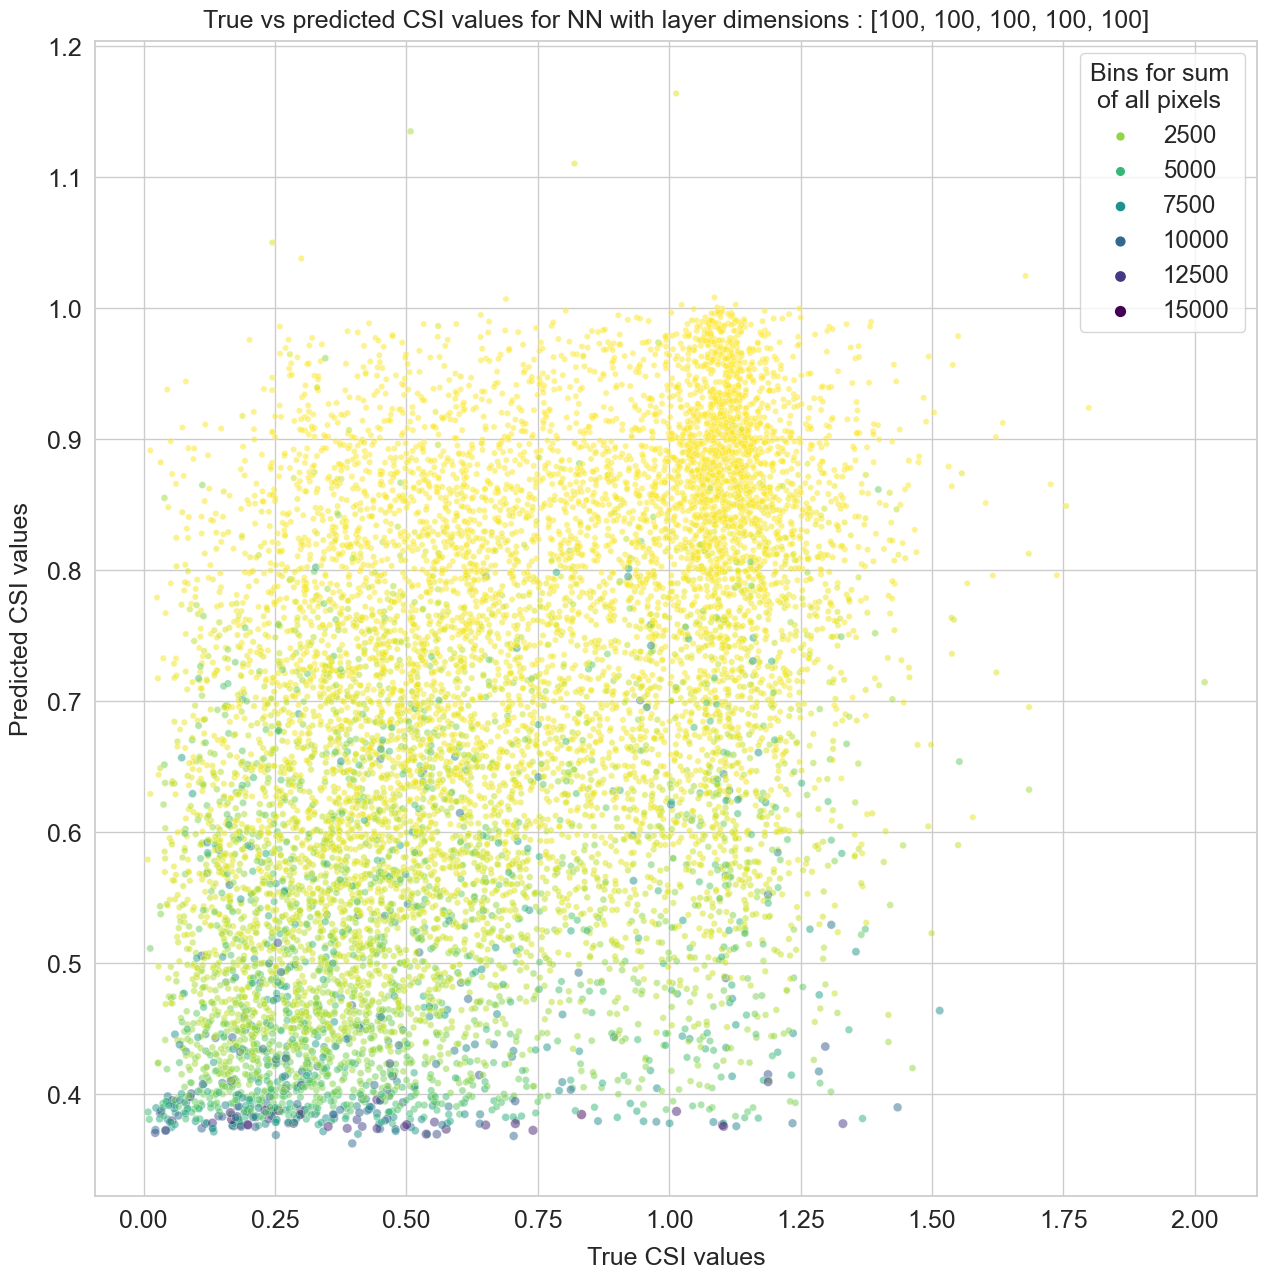 True vs predicted CSI values for NN with layer dimensions : [100, 100, 100, 100, 100]
Bins for sum
of all pixels
2500
5000
7500
10000
12500
15000
1.2
1.1
1.0
0.9
0.8
0.7
0.6
0.5
0.4
Predicted CSI values
0.00 0.25 0.50 0.75 1.00 1.25 1.50 1.75 2.00
True CSI values